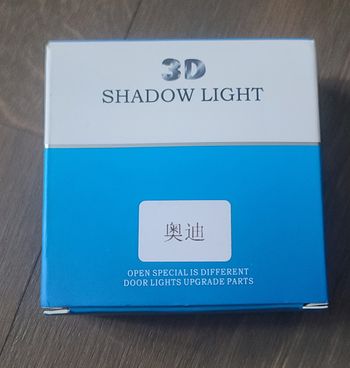 3D
SHADOW LIGHT
奥迪
OPEN SPECIAL IS DIFFERENT
DOOR LIGHTS UPGRADE PARTS